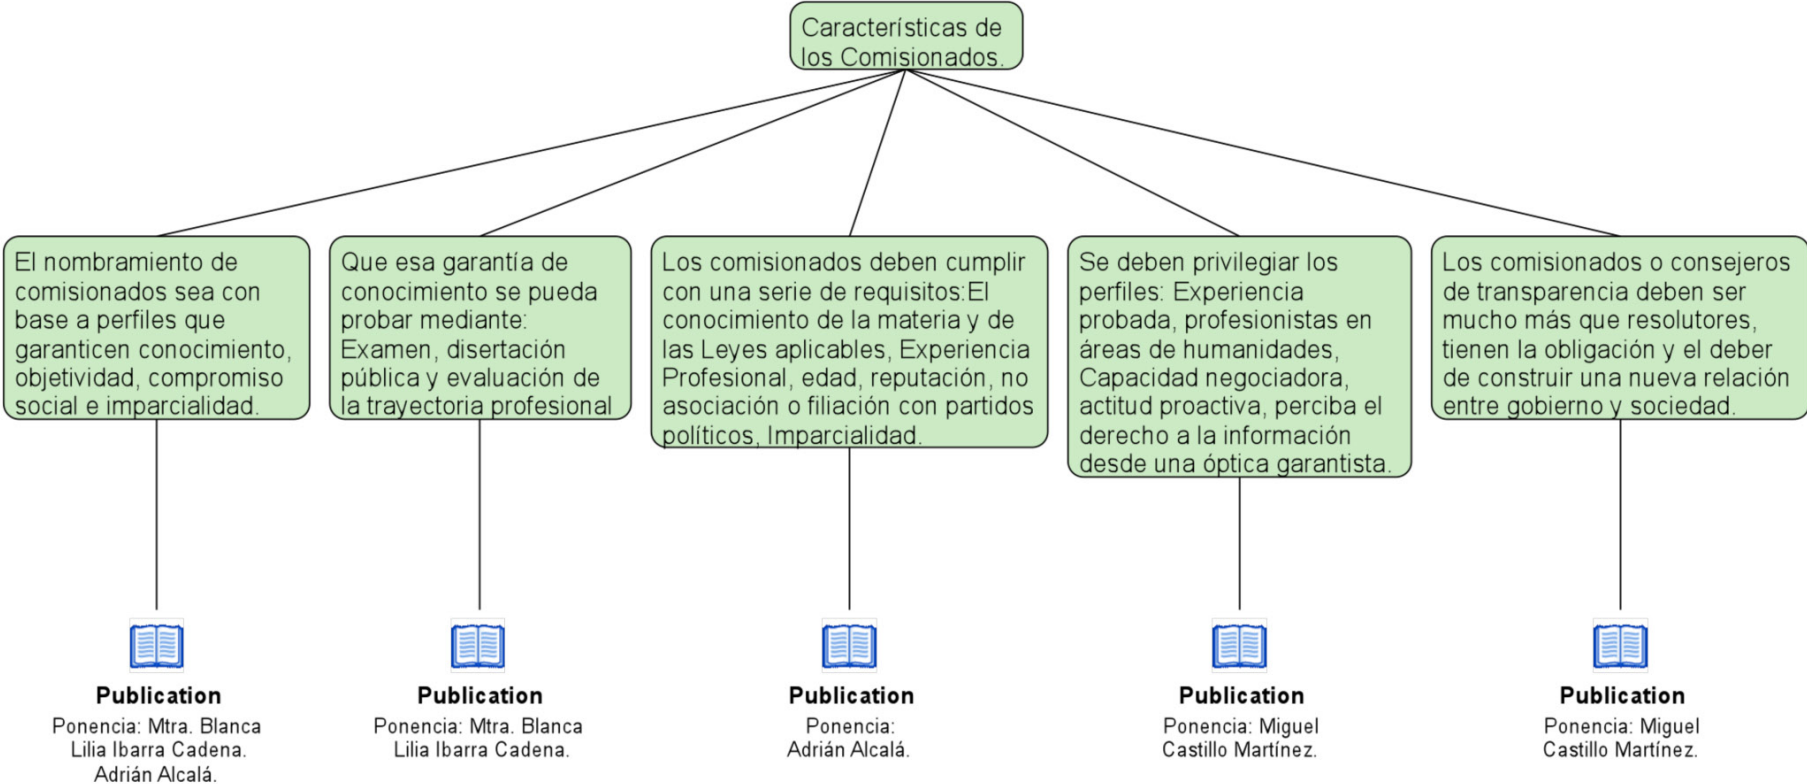 Características de
los Comisionados.
El nombramiento de
comisionados sea con
base a perfiles que
garanticen conocimiento,
objetividad, compromiso
social e imparcialidad.
Que esa garantía de
conocimiento se pueda
probar mediante:
Examen, disertación
pública y evaluación de
la trayectoria profesional
Los comisionados deben cumplir
con una serie de requisitos:El
conocimiento de la materia y de
las Leyes aplicables, Experiencia
Profesional, edad, reputación, no
asociación o filiación con partidos
políticos, Imparcialidad.
Se deben privilegiar los
perfiles: Experiencia
probada, profesionistas en
áreas de humanidades,
Capacidad negociadora,
actitud proactiva, perciba el
derecho a la información
desde una óptica garantista.
Los comisionados o consejeros
de transparencia deben ser
mucho más que resolutores,
tienen la obligación y el deber
de construir una nueva relación
entre gobierno y sociedad.
Publication
Ponencia: Mtra. Blanca
Lilia Ibarra Cadena.
Adrián Alcalá.
Publication
Ponencia: Mtra. Blanca
Lilia Ibarra Cadena.
Publication
Ponencia:
Adrián Alcalá.
Publication
Ponencia: Miguel
Castillo Martínez.
Publication
Ponencia: Miguel
Castillo Martínez.